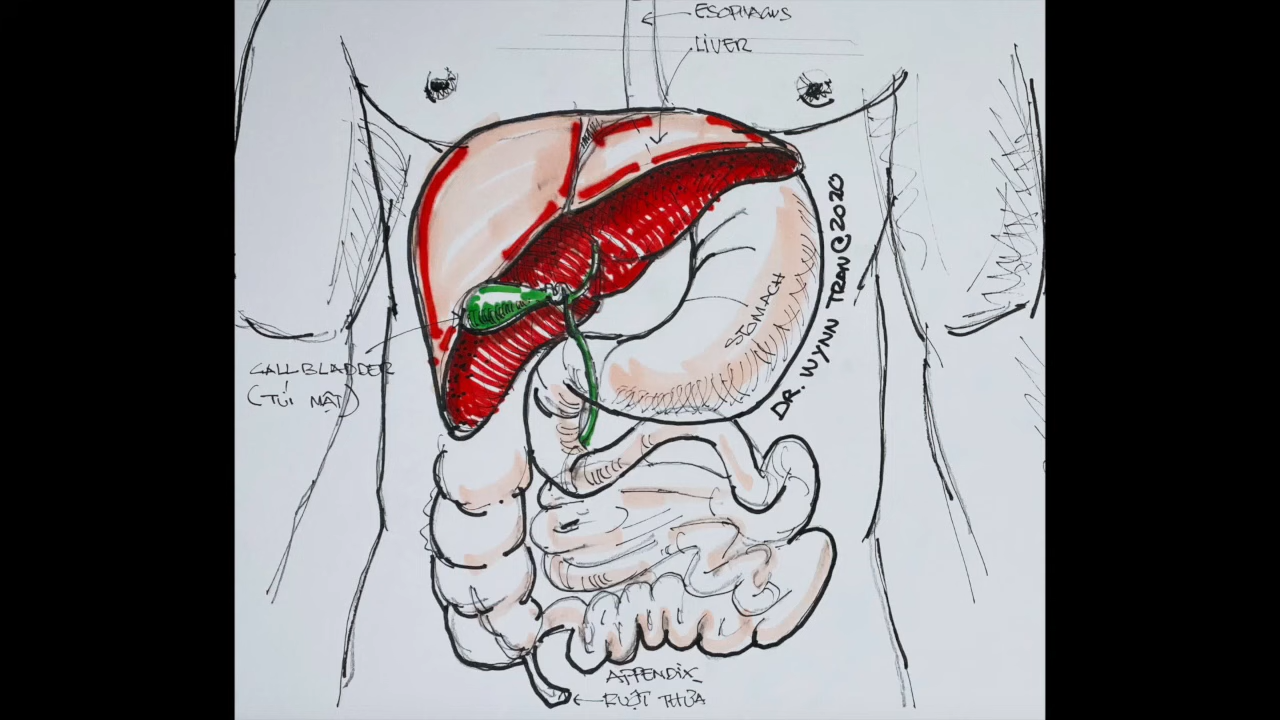 ESOPHAGUS
LIVER
STOMACH
DR. WYNN TRAN © 2020
GALLBLADDER
(TÚI MẬT)
APPENDIX
RUỘT THỪA